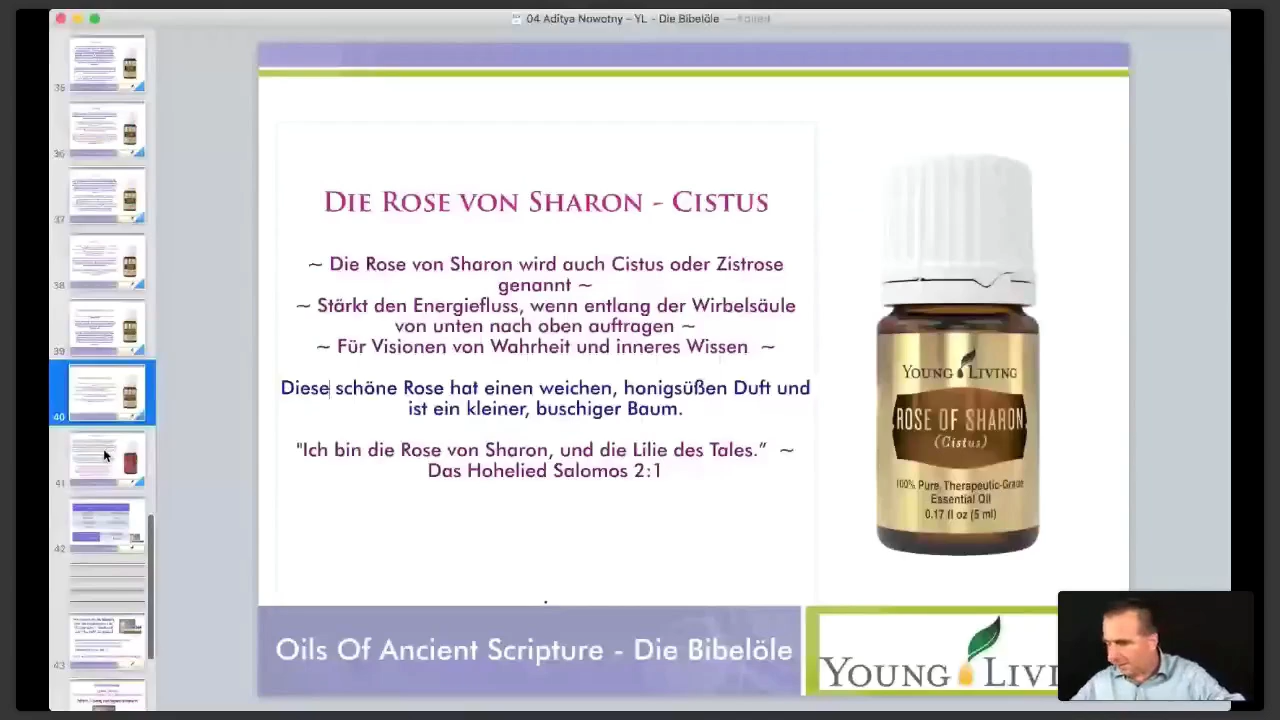 04 Aditya Nowotny – YL - Die Bibelöle — Edited
35
36
37
38
39
40
41
42
43
DIE ROSE VON SHARON - CISTUS
~ Die Rose von Sharon wird auch Cistus oder Zistrose
genannt ~
~ Stärkt den Energiefluss, wenn entlang der Wirbelsäule
von unten nach oben auftragen ~
~ Für Visionen von Wahrheit und inneres Wissen ~
Diese schöne Rose hat einen weichen, honigsüßen Duft und
ist ein kleiner, buschiger Baum.
"Ich bin die Rose von Sharon, und die Lilie des Tales.” ~
Das Hohelied Salomos 2:1
.
YOUNG LIVING
ROSE OF SHARON
(Cistus)
100% Pure, Therapeutic-Grade
Essential Oil
0.17 fl oz (5 ml)
Oils of Ancient Scripture - Die Bibelöle
YOUNG LIVI